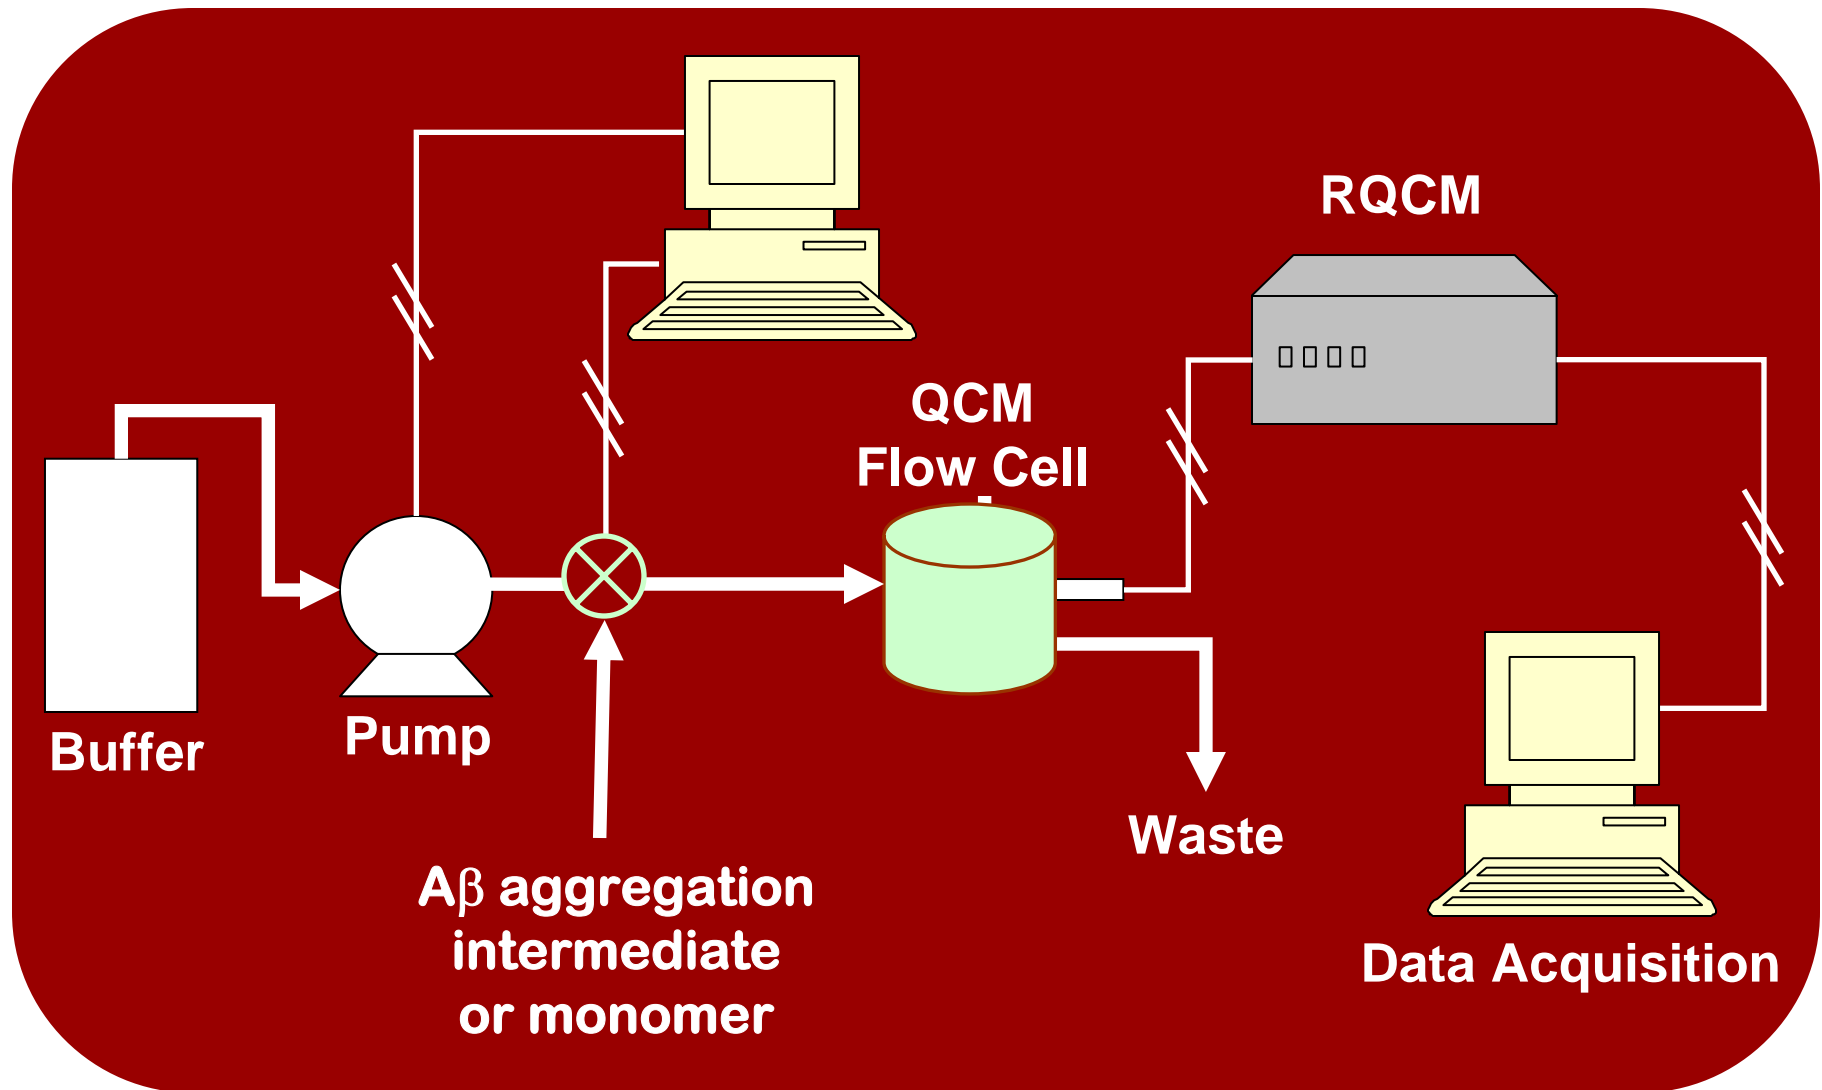 RQCM
QCM
Flow Cell
Buffer
Pump
Waste
Aβ aggregation
intermediate
or monomer
Data Acquisition